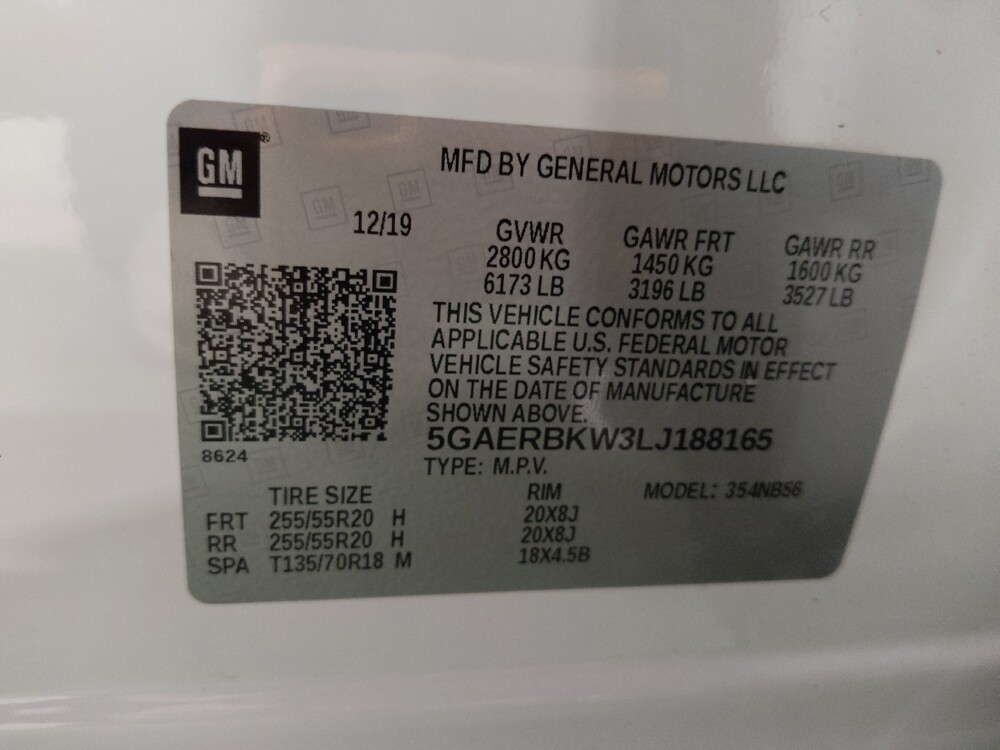 GM®
MFD BY GENERAL MOTORS LLC
12/19
GVWR GAWR FRT GAWR RR
2800 KG 1450 KG 1600 KG
6173 LB 3196 LB 3527 LB
THIS VEHICLE CONFORMS TO ALL
APPLICABLE U.S. FEDERAL MOTOR
VEHICLE SAFETY STANDARDS IN EFFECT
ON THE DATE OF MANUFACTURE
SHOWN ABOVE.
5GAERBKW3LJ188165
8624
TYPE: M.P.V.
TIRE SIZE RIM MODEL: 354NB56
FRT 255/55R20 H 20X8J
RR 255/55R20 H 20X8J
SPA T135/70R18 M 18X4.5B